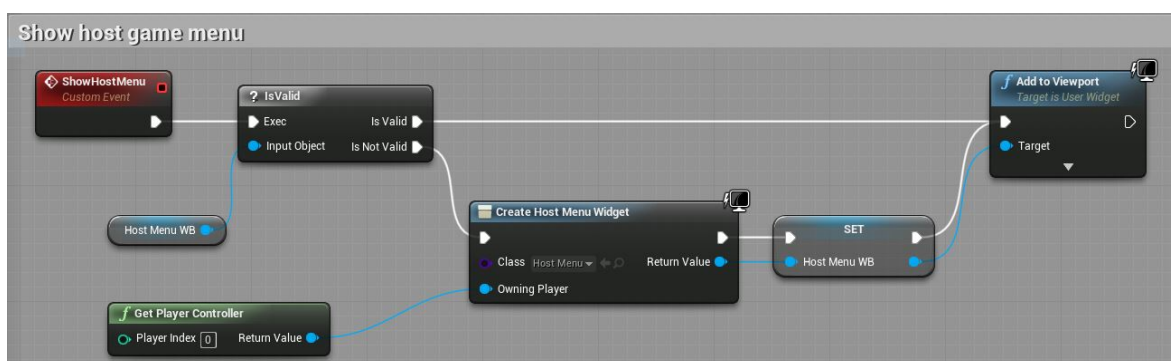 Show host game menu
ShowHostMenu
Custom Event
? IsValid
Exec Is Valid
Input Object Is Not Valid
Host Menu WB
f Get Player Controller
Player Index 0 Return Value
Create Host Menu Widget
Class Host Menu Return Value
Owning Player
SET
Host Menu WB
f Add to Viewport
Target is User Widget
Target